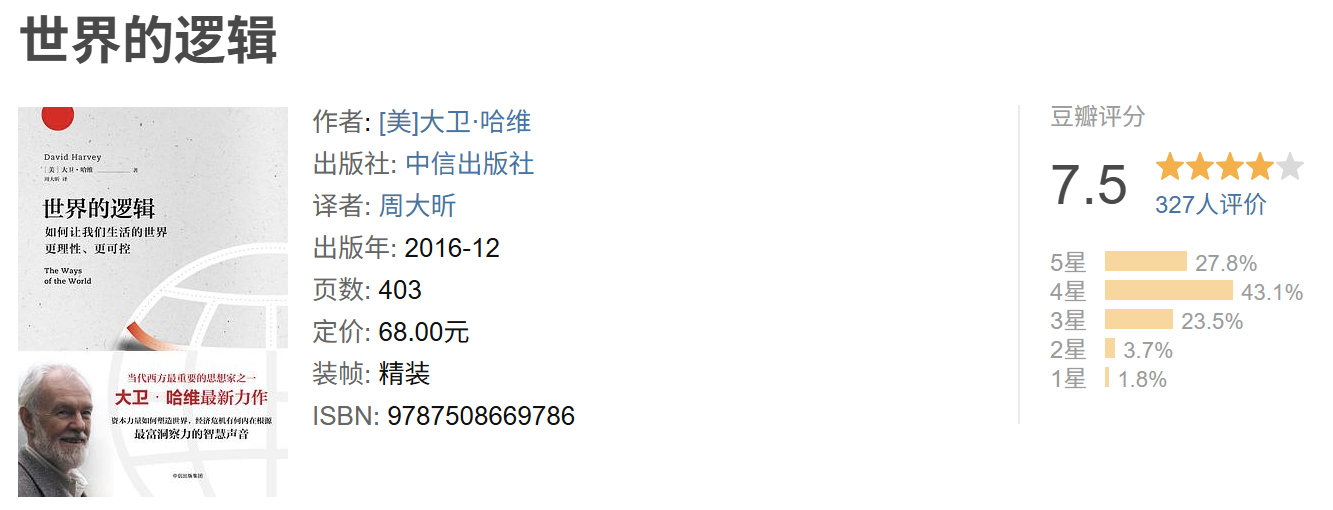 世界的逻辑
David Harvey
[美] 大卫·哈维 著
周大昕 译
世界的逻辑
如何让我们生活的世界
更理性、更可控
The Ways
of the World
当代西方最重要的思想家之一
大卫·哈维最新力作
资本力量如何塑造世界，经济危机有何内在根源
最富洞察力的智慧声音
中信出版集团
作者: [美]大卫·哈维
出版社: 中信出版社
译者: 周大昕
出版年: 2016-12
页数: 403
定价: 68.00元
装帧: 精装
ISBN: 9787508669786
豆瓣评分
7.5
327人评价
5星 27.8%
4星 43.1%
3星 23.5%
2星 3.7%
1星 1.8%